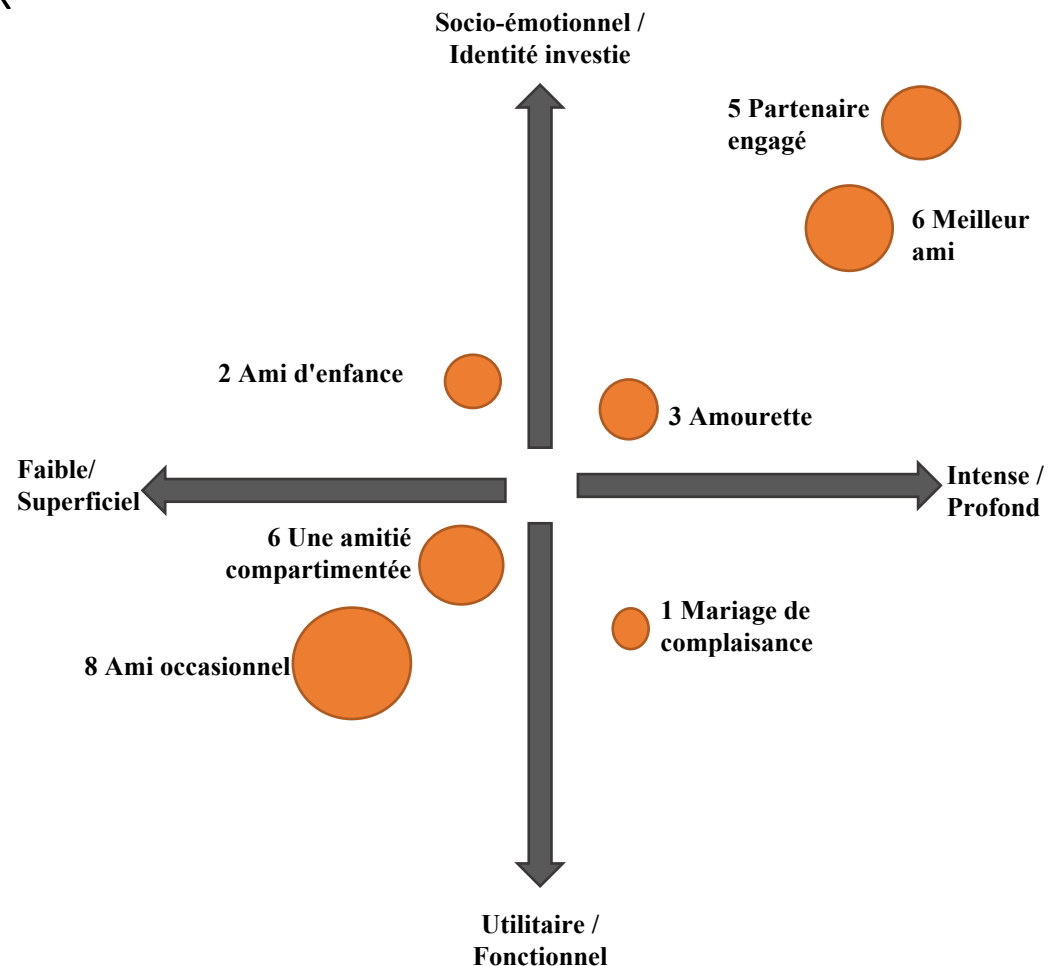 Socio-émotionnel /
Identité investie
5 Partenaire
engagé
6 Meilleur
ami
2 Ami d'enfance
3 Amourette
Faible/
Superficiel
Intense /
Profond
6 Une amitié
compartimentée
1 Mariage de
complaisance
8 Ami occasionnel
Utilitaire /
Fonctionnel